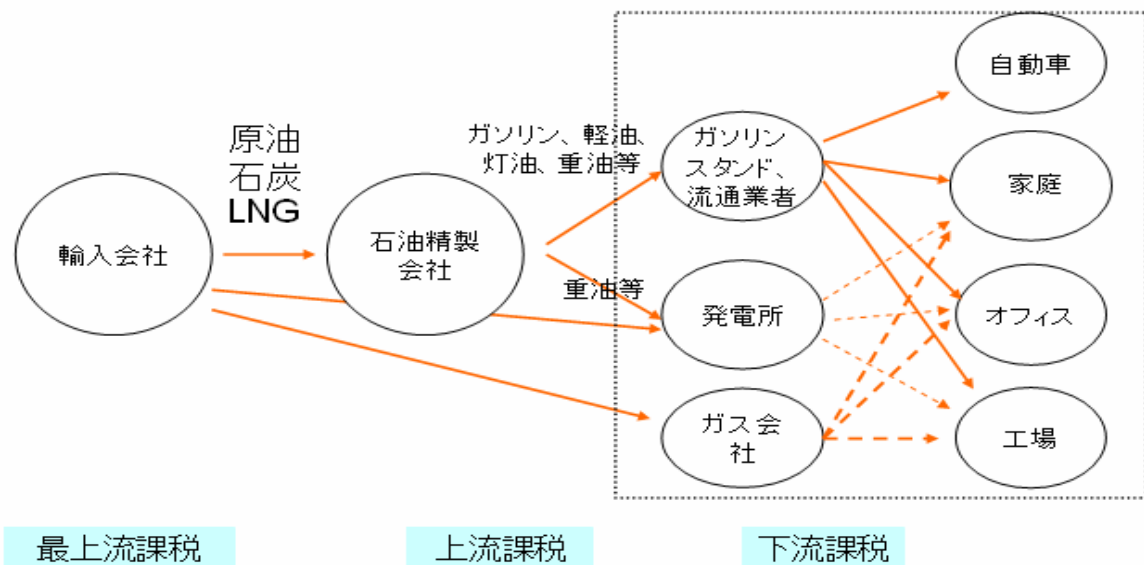 自動車
ガソリン、軽油、
灯油、重油等
ガソリン
スタンド、
流通業者
原油
石炭
LNG
家庭
輸入会社
石油精製
会社
重油等
発電所
オフィス
ガス会
社
工場
最上流課税
上流課税
下流課税